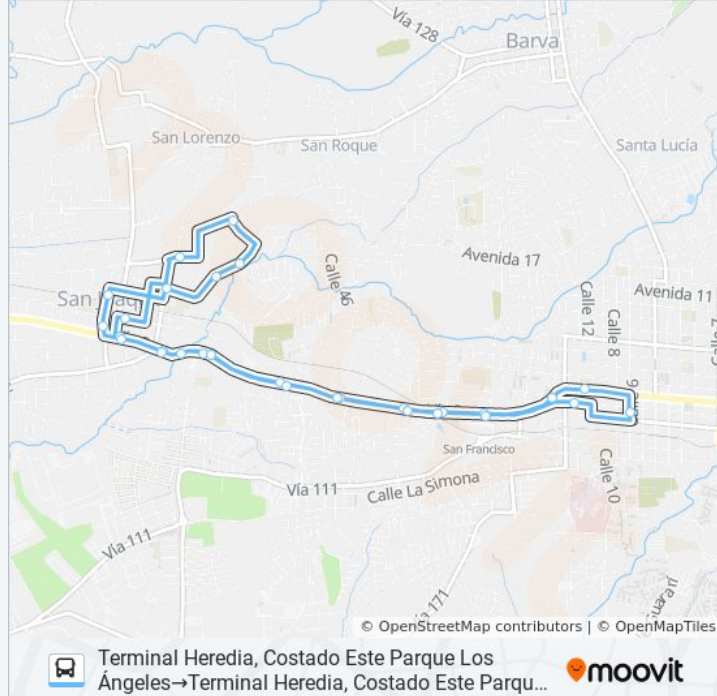 Vía 128
Barva
San Lorenzo
San Roque
Santa Lucía
Avenida 17
Calle 46
Avenida 11
Calle 12
Calle 8
San
San Francisco
Vía 111
Calle La Simona
Calle 10
Vía 111
171
© OpenStreetMap contributors | © OpenMapTiles
Terminal Heredia, Costado Este Parque Los
Ángeles→Terminal Heredia, Costado Este Parqu...
moovit